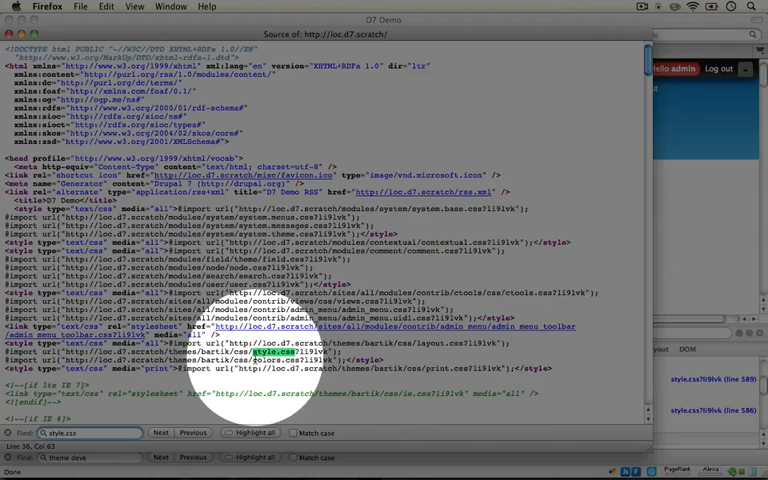 Firefox File Edit View Window Help
D7 Demo
Source of: http://loc.d7.scratch/
<!DOCTYPE html PUBLIC "-//W3C//DTD XHTML+RDFa 1.0//EN"
"http://www.w3.org/MarkUp/DTD/xhtml-rdfa-1.dtd">
<html xmlns="http://www.w3.org/1999/xhtml" xml:lang="en" version="XHTML+RDFa 1.0" dir="ltr"
xmlns:content="http://purl.org/rss/1.0/modules/content/"
xmlns:dc="http://purl.org/dc/terms/"
xmlns:foaf="http://xmlns.com/foaf/0.1/"
xmlns:og="http://ogp.me/ns#"
xmlns:rdfs="http://www.w3.org/2000/01/rdf-schema#"
xmlns:sioc="http://rdfs.org/sioc/ns#"
xmlns:sioct="http://rdfs.org/sioc/types#"
xmlns:skos="http://www.w3.org/2004/02/skos/core#"
xmlns:xsd="http://www.w3.org/2001/XMLSchema#">
<head profile="http://www.w3.org/1999/xhtml/vocab">
<meta http-equiv="Content-Type" content="text/html; charset=utf-8" />
<link rel="shortcut icon" href="http://loc.d7.scratch/misc/favicon.ico" type="image/vnd.microsoft.icon" />
<meta name="Generator" content="Drupal 7 (http://drupal.org)" />
<link rel="alternate" type="application/rss+xml" title="D7 Demo RSS" href="http://loc.d7.scratch/rss.xml" />
<title>D7 Demo</title>
<style type="text/css" media="all">@import url("http://loc.d7.scratch/modules/system/system.base.css?li9lvk");
@import url("http://loc.d7.scratch/modules/system/system.menus.css?li9lvk");
@import url("http://loc.d7.scratch/modules/system/system.messages.css?li9lvk");
@import url("http://loc.d7.scratch/modules/system/system.theme.css?li9lvk");</style>
<style type="text/css" media="all">@import url("http://loc.d7.scratch/modules/contextual/contextual.css?li9lvk");</style>
<style type="text/css" media="all">@import url("http://loc.d7.scratch/modules/comment/comment.css?li9lvk");
@import url("http://loc.d7.scratch/modules/field/theme/field.css?li9lvk");
@import url("http://loc.d7.scratch/modules/node/node.css?li9lvk");
@import url("http://loc.d7.scratch/modules/search/search.css?li9lvk");
@import url("http://loc.d7.scratch/modules/user/user.css?li9lvk");</style>
<style type="text/css" media="all">@import url("http://loc.d7.scratch/sites/all/modules/contrib/ctools/css/ctools.css?li9lvk");
@import url("http://loc.d7.scratch/sites/all/modules/contrib/views/css/views.css?li9lvk");
@import url("http://loc.d7.scratch/sites/all/modules/contrib/admin_menu/admin_menu.css?li9lvk");
@import url("http://loc.d7.scratch/sites/all/modules/contrib/admin_menu/admin_menu.uid1.css?li9lvk");</style>
<link type="text/css" rel="stylesheet" href="http://loc.d7.scratch/sites/all/modules/contrib/admin_menu/admin_menu_toolbar
/admin_menu_toolbar.css?li9lvk" media="all" />
<style type="text/css" media="all">@import url("http://loc.d7.scratch/themes/bartik/css/layout.css?li9lvk");
@import url("http://loc.d7.scratch/themes/bartik/css/style.css?li9lvk");
@import url("http://loc.d7.scratch/themes/bartik/css/colors.css?li9lvk");</style>
<style type="text/css" media="print">@import url("http://loc.d7.scratch/themes/bartik/css/print.css?li9lvk");</style>
<!--[if lte IE 7]>
<link type="text/css" rel="stylesheet" href="http://loc.d7.scratch/themes/bartik/css/ie.css?li9lvk" media="all" />
<![endif]-->
<!--[if IE 6]>
Find: style.css Next Previous Highlight all Match case
Line 36, Col 63
Find: theme deve Next Previous Highlight all Match case
Done
Hello admin Log out
DOM
style.css?li9lvk (line 589)
style.css?li9lvk (line 586)
PageRank Alexa